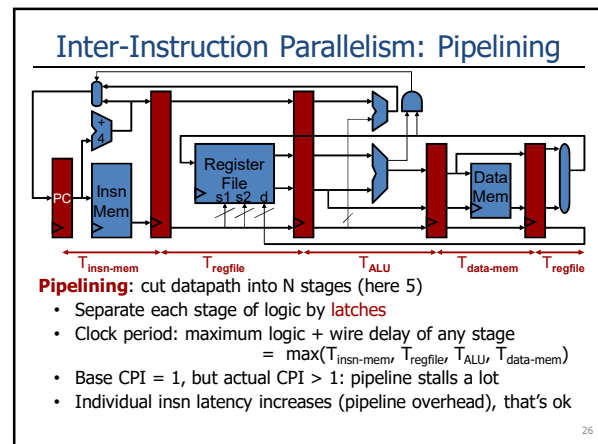 Inter-Instruction Parallelism: Pipelining
+
4
PC
Insn
Mem
Register
File
s1 s2 d
Data
Mem
Tinsn-mem Tregfile TALU Tdata-mem Tregfile
Pipelining: cut datapath into N stages (here 5)
• Separate each stage of logic by latches
• Clock period: maximum logic + wire delay of any stage
= max(Tinsn-mem, Tregfile, TALU, Tdata-mem)
• Base CPI = 1, but actual CPI > 1: pipeline stalls a lot
• Individual insn latency increases (pipeline overhead), that's ok
26